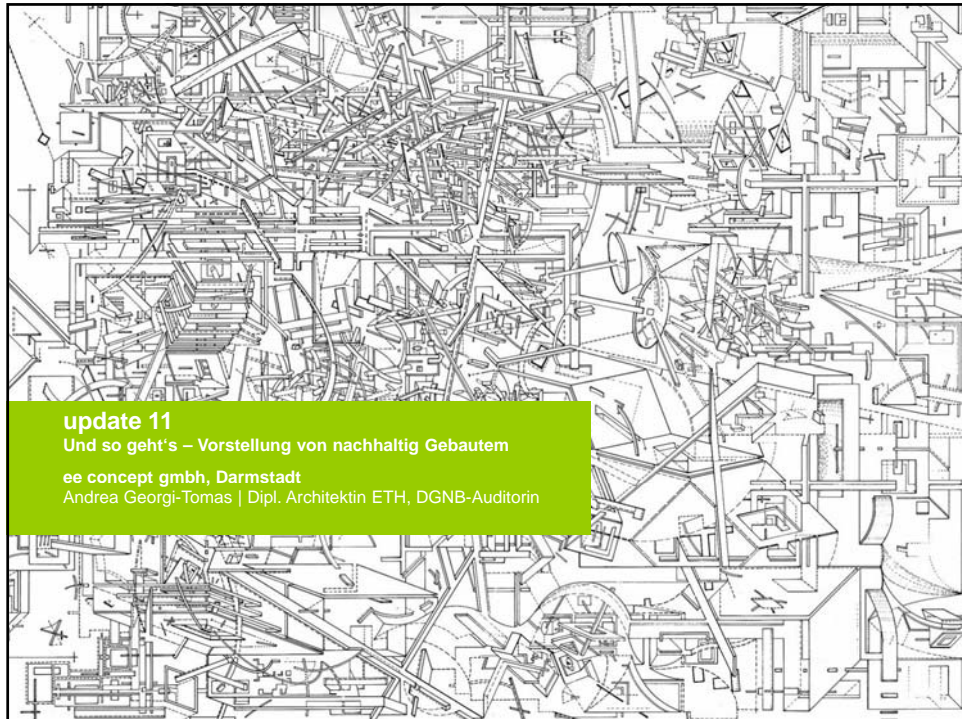 update 11
Und so geht‘s – Vorstellung von nachhaltig Gebautem
ee concept gmbh, Darmstadt
Andrea Georgi-Tomas | Dipl. Architektin ETH, DGNB-Auditorin